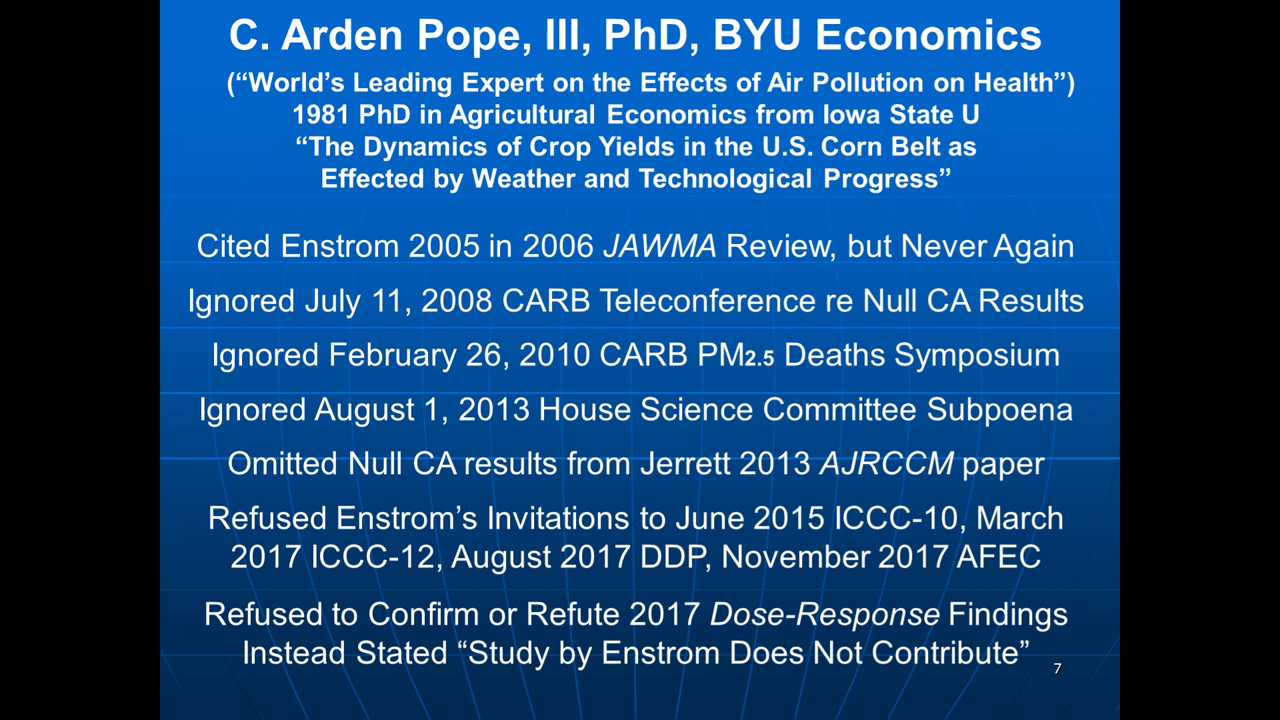 C. Arden Pope, III, PhD, BYU Economics
(“World’s Leading Expert on the Effects of Air Pollution on Health”)
1981 PhD in Agricultural Economics from Iowa State U
“The Dynamics of Crop Yields in the U.S. Corn Belt as
Effected by Weather and Technological Progress”
Cited Enstrom 2005 in 2006 JAWMA Review, but Never Again
Ignored July 11, 2008 CARB Teleconference re Null CA Results
Ignored February 26, 2010 CARB PM2.5 Deaths Symposium
Ignored August 1, 2013 House Science Committee Subpoena
Omitted Null CA results from Jerrett 2013 AJRCCM paper
Refused Enstrom’s Invitations to June 2015 ICCC-10, March
2017 ICCC-12, August 2017 DDP, November 2017 AFEC
Refused to Confirm or Refute 2017 Dose-Response Findings
Instead Stated “Study by Enstrom Does Not Contribute”
7